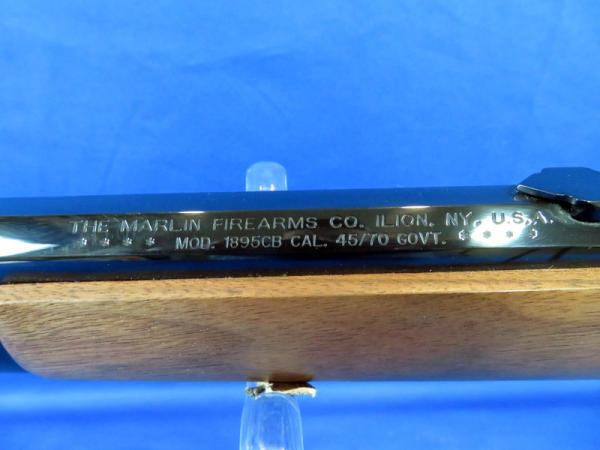 THE MARLIN FIREARMS CO. ILION, NY, U.S.A.
**** MOD. 1895CB CAL. 45/70 GOVT. ****